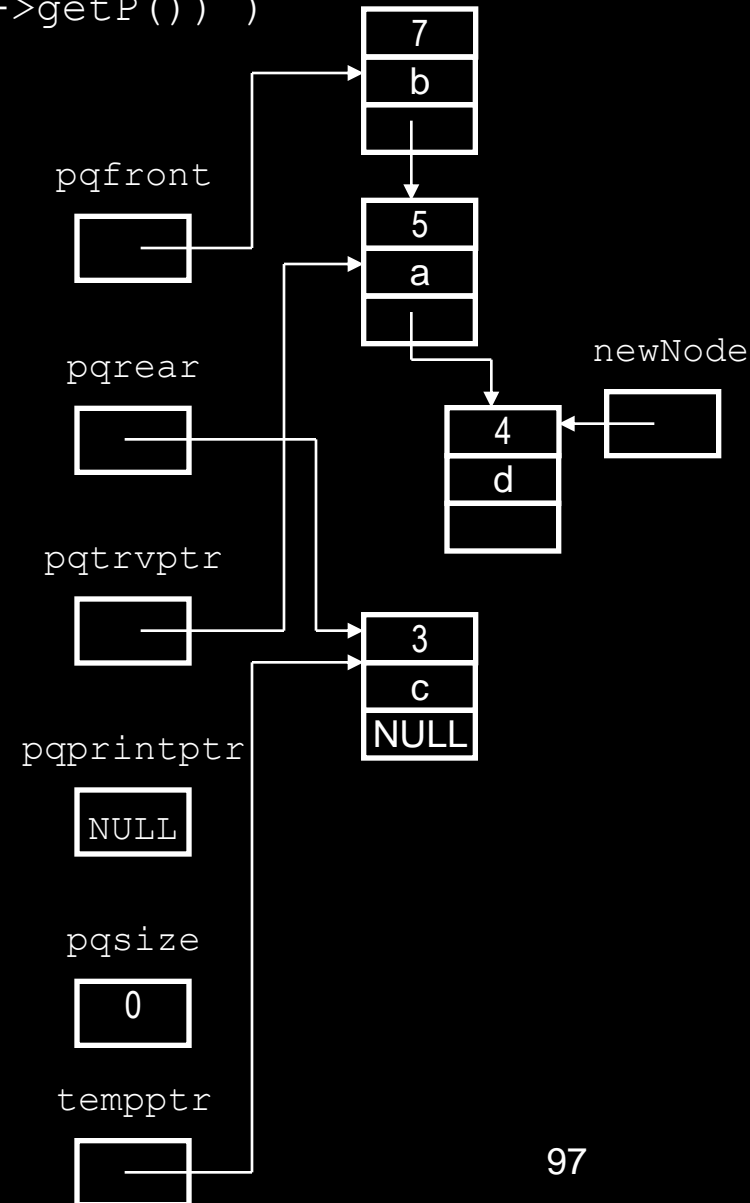 ->getP()) )
7
b
pqfront
5
a
newNode
pqrear
4
d
pqtrvptr
3
c
NULL
pqprintptr
NULL
pqsize
0
tempptr
97